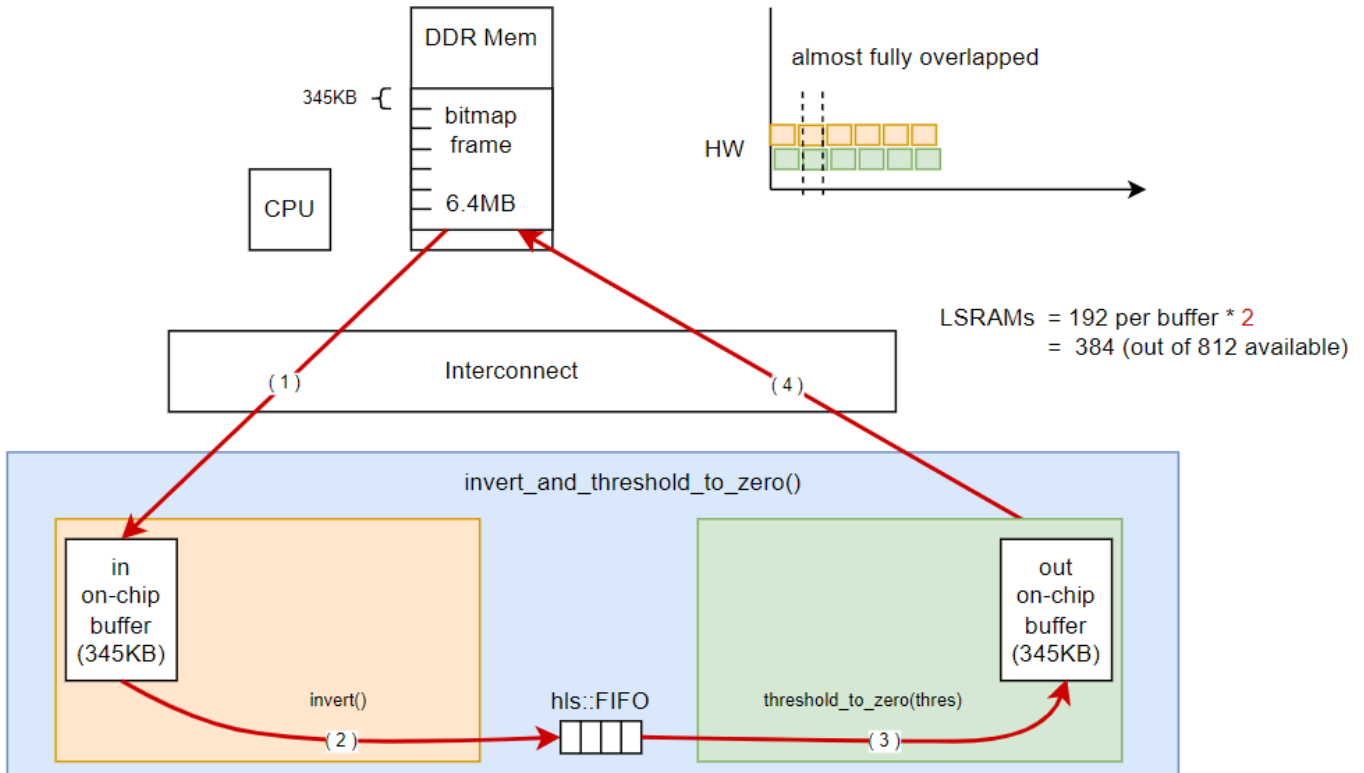 DDR Mem
345KB
bitmap
frame
6.4MB
CPU
almost fully overlapped
HW
LSRAMs = 192 per buffer * 2
= 384 (out of 812 available)
Interconnect
( 1 )
( 4 )
invert_and_threshold_to_zero()
in
on-chip
buffer
(345KB)
invert()
( 2 )
hls::FIFO
threshold_to_zero(thres)
( 3 )
out
on-chip
buffer
(345KB)